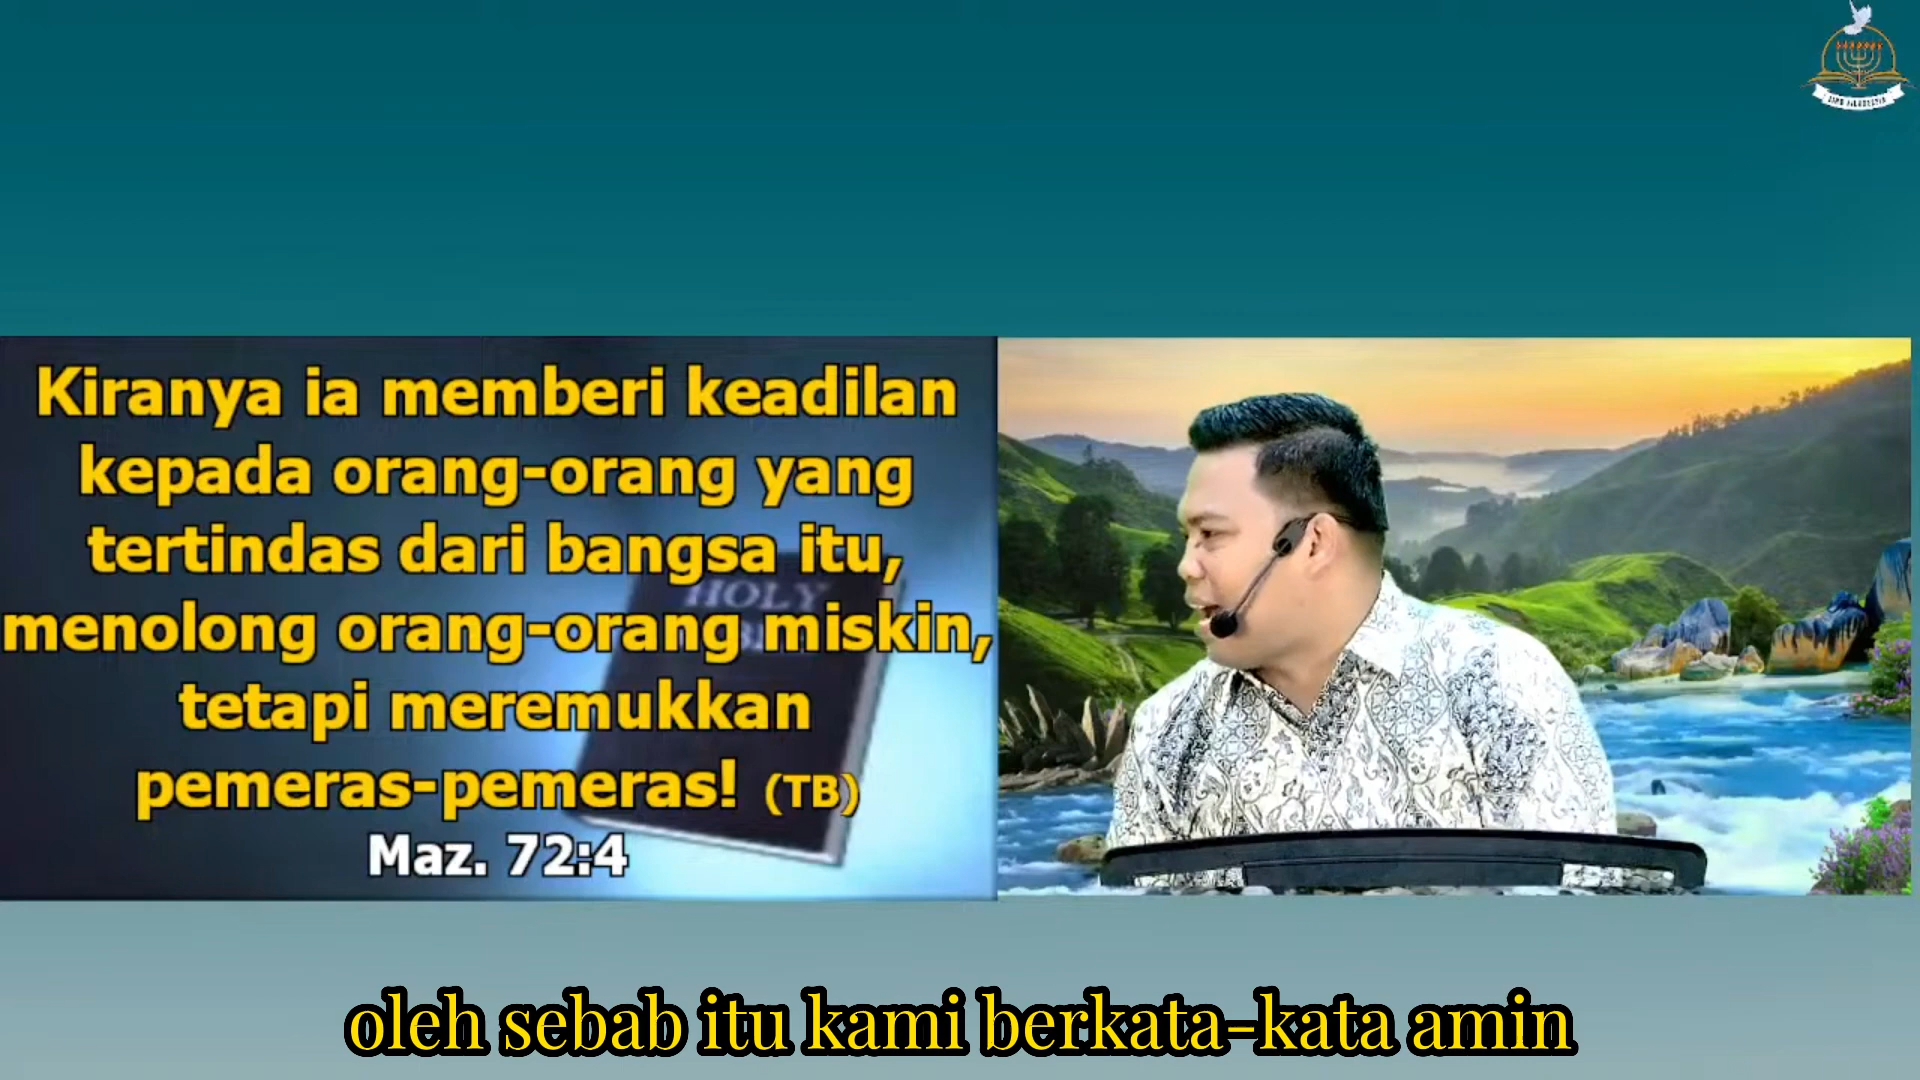 Kiranya ia memberi keadilan
kepada orang-orang yang
tertindas dari bangsa itu,
menolong orang-orang miskin,
tetapi meremukkan
pemeras-pemeras! (TB)
Maz. 72:4
HOLY
oleh sebab itu kami berkata-kata amin